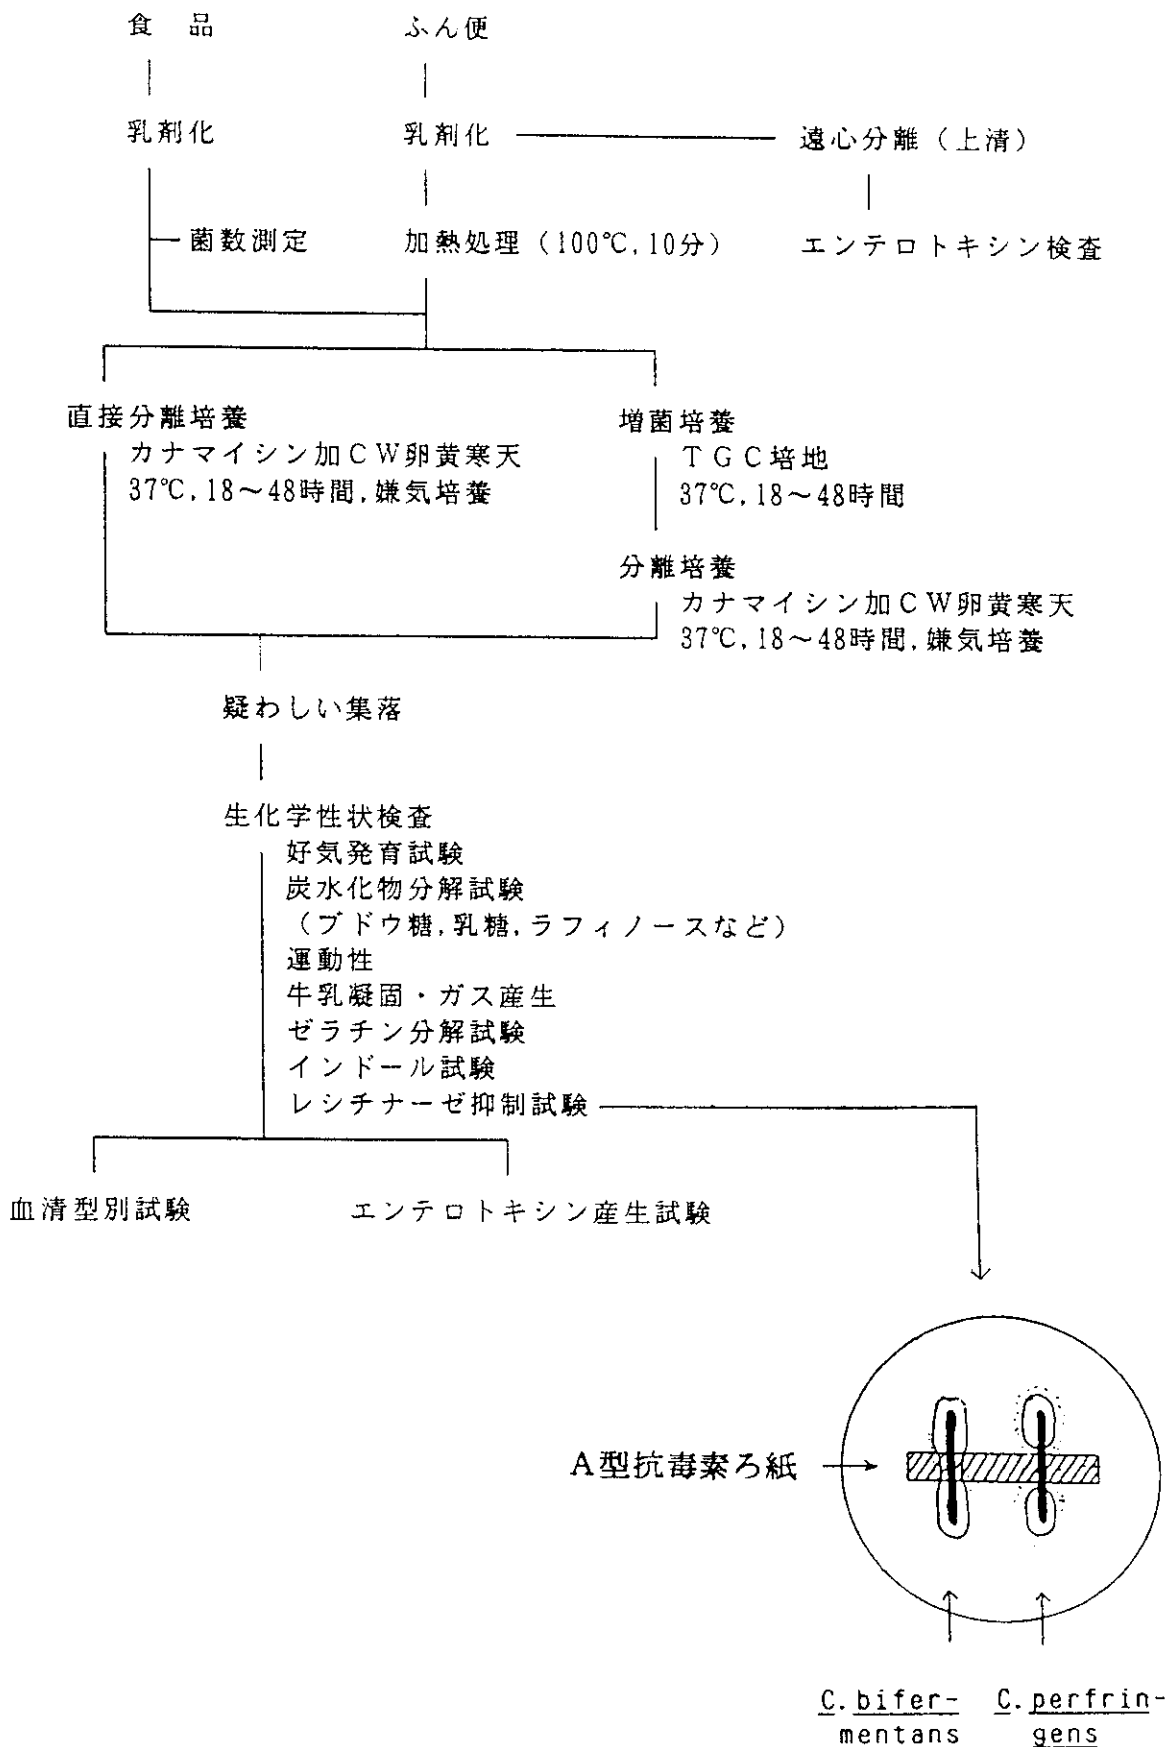 食　品
ふん便
乳剤化
乳剤化
遠心分離（上清）
菌数測定
加熱処理（100℃,10分）
エンテロトキシン検査
直接分離培養
カナマイシン加CW卵黄寒天
37℃,18〜48時間,嫌気培養
増菌培養
TGC培地
37℃,18〜48時間
分離培養
カナマイシン加CW卵黄寒天
37℃,18〜48時間,嫌気培養
疑わしい集落
生化学性状検査
好気発育試験
炭水化物分解試験
（ブドウ糖,乳糖,ラフィノースなど）
運動性
牛乳凝固・ガス産生
ゼラチン分解試験
インドール試験
レシチナーゼ抑制試験
血清型別試験
エンテロトキシン産生試験
A型抗毒素ろ紙
C.bifer-
mentans
C.perfrin-
gens